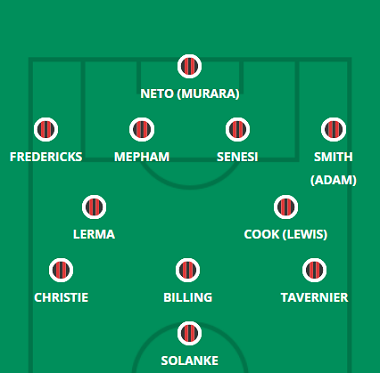 NETO (MURARA)
FREDERICKS MEPHAM SENESI SMITH
(ADAM)
LERMA COOK (LEWIS)
CHRISTIE BILLING TAVERNIER
SOLANKE